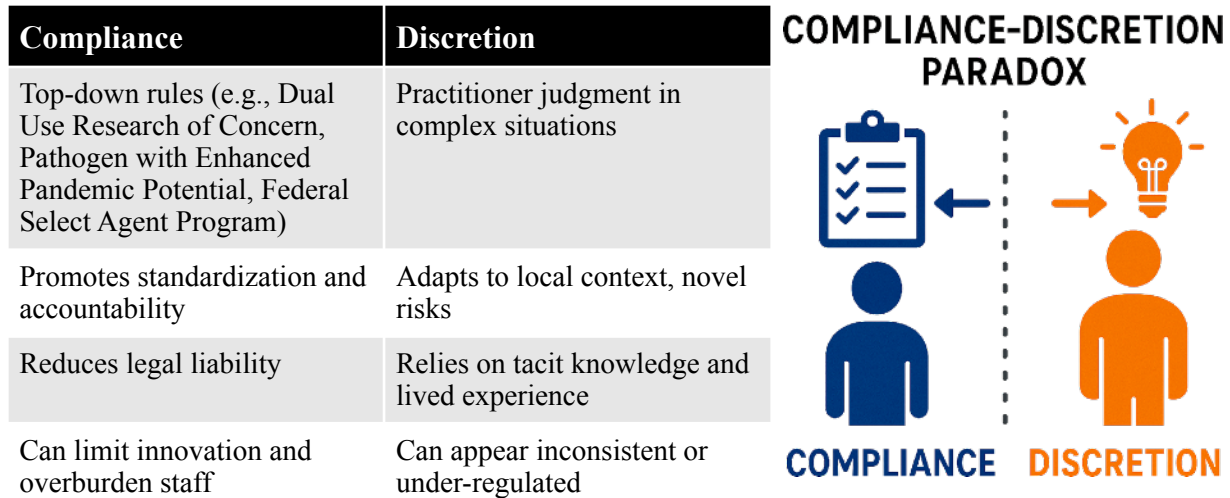 Compliance
Discretion
Top-down rules (e.g., Dual
Use Research of Concern,
Pathogen with Enhanced
Pandemic Potential, Federal
Select Agent Program)
Practitioner judgment in
complex situations
Promotes standardization and
accountability
Adapts to local context, novel
risks
Reduces legal liability
Relies on tacit knowledge and
lived experience
Can limit innovation and
overburden staff
Can appear inconsistent or
under-regulated
COMPLIANCE–DISCRETION
PARADOX
COMPLIANCE
DISCRETION